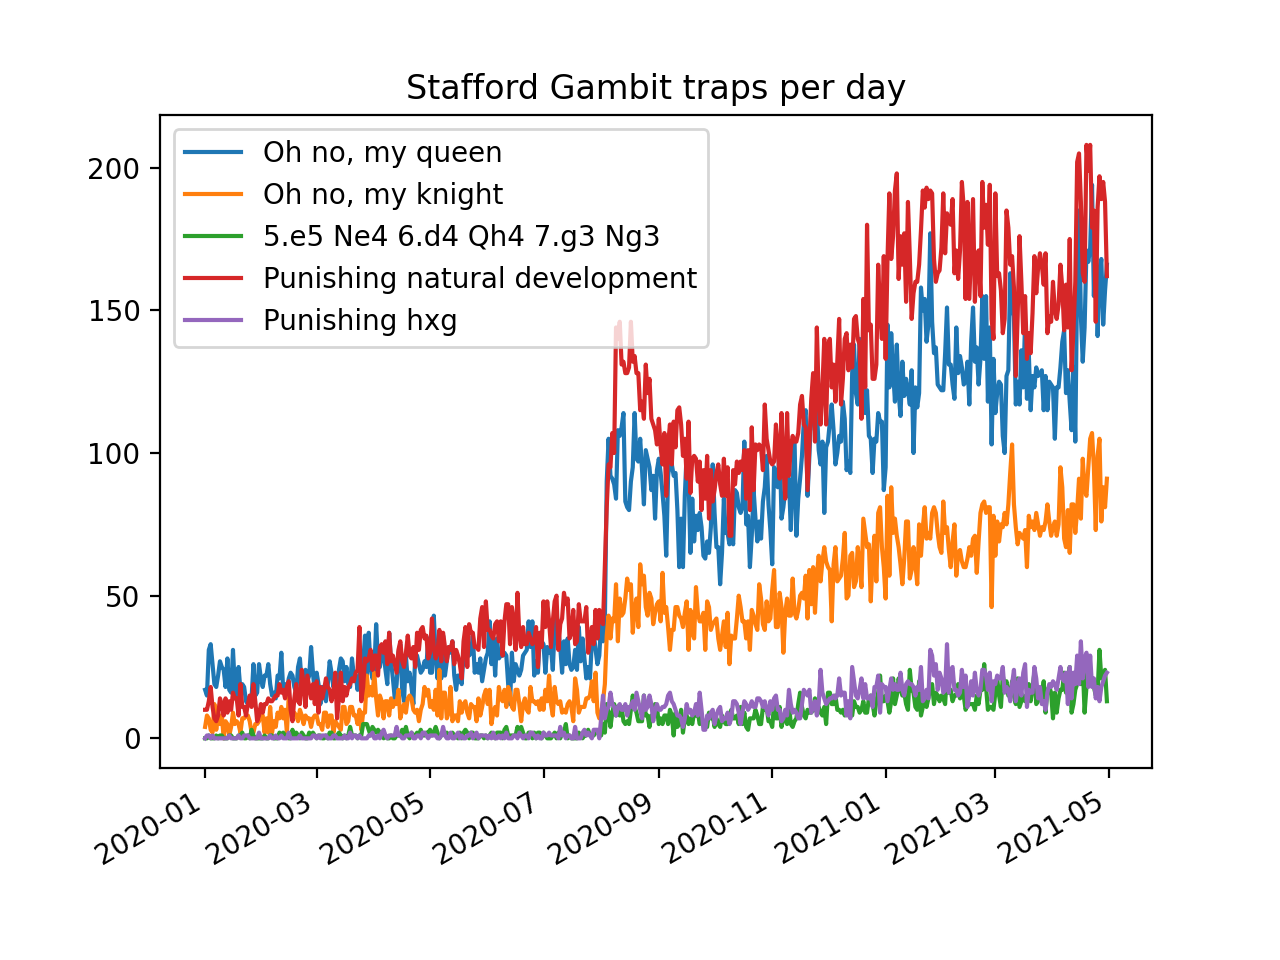 Stafford Gambit traps per day
Oh no, my queen
Oh no, my knight
5.e5 Ne4 6.d4 Qh4 7.g3 Ng3
Punishing natural development
Punishing hxg
200
150
100
50
0
2020-01
2020-03
2020-05
2020-07
2020-09
2020-11
2021-01
2021-03
2021-05